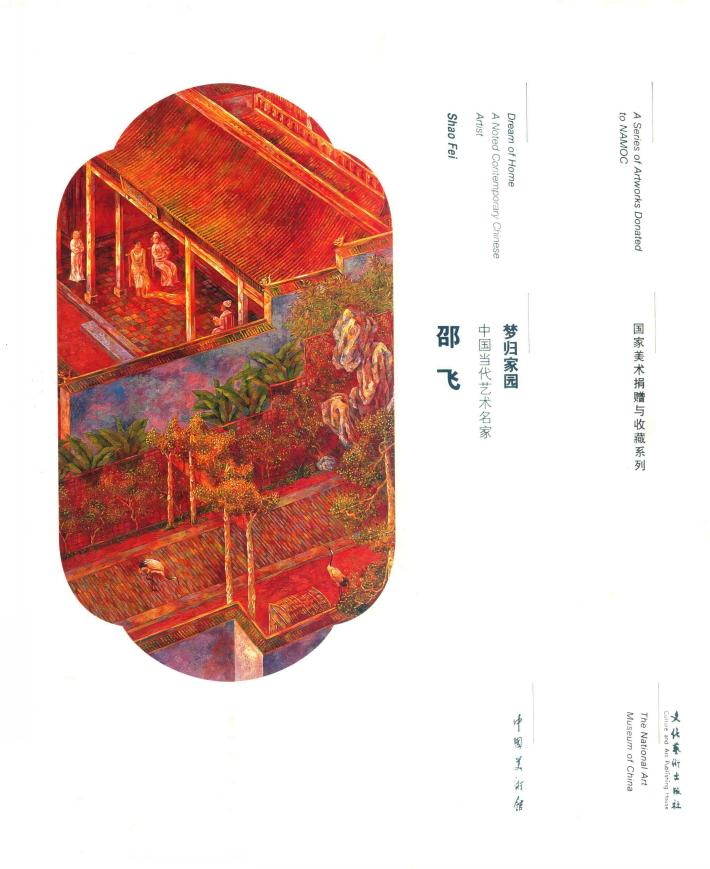 A Series of Artworks Donated
to NAMOC
国家美术捐赠与收藏系列
Dream of Home
A Noted Contemporary Chinese
Artist
梦归家园
中国当代艺术名家
Shao Fei
邵 飞
文化艺术出版社
Culture and Art Publishing House
The National Art
Museum of China
中国美术馆